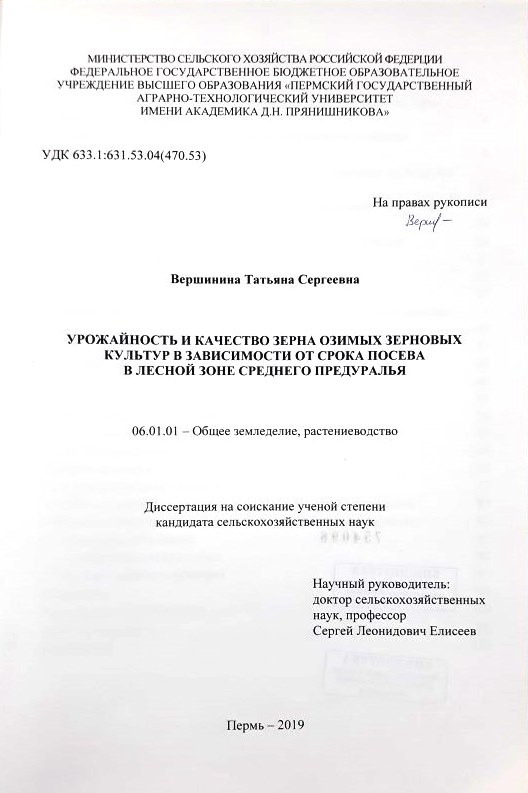 МИНИСТЕРСТВО СЕЛЬСКОГО ХОЗЯЙСТВА РОССИЙСКОЙ ФЕДЕРЦИИ
ФЕДЕРАЛЬНОЕ ГОСУДАРСТВЕННОЕ БЮДЖЕТНОЕ ОБРАЗОВАТЕЛЬНОЕ
УЧРЕЖДЕНИЕ ВЫСШЕГО ОБРАЗОВАНИЯ «ПЕРМСКИЙ ГОСУДАРСТВЕННЫЙ
АГРАРНО-ТЕХНОЛОГИЧЕСКИЙ УНИВЕРСИТЕТ
ИМЕНИ АКАДЕМИКА Д.Н. ПРЯНИШНИКОВА»
УДК 633.1:631.53.04(470.53)
На правах рукописи
Вершинина Татьяна Сергеевна
УРОЖАЙНОСТЬ И КАЧЕСТВО ЗЕРНА ОЗИМЫХ ЗЕРНОВЫХ
КУЛЬТУР В ЗАВИСИМОСТИ ОТ СРОКА ПОСЕВА
В ЛЕСНОЙ ЗОНЕ СРЕДНЕГО ПРЕДУРАЛЬЯ
06.01.01 – Общее земледелие, растениеводство
Диссертация на соискание ученой степени
кандидата сельскохозяйственных наук
Научный руководитель:
доктор сельскохозяйственных
наук, профессор
Сергей Леонидович Елисеев
Пермь – 2019